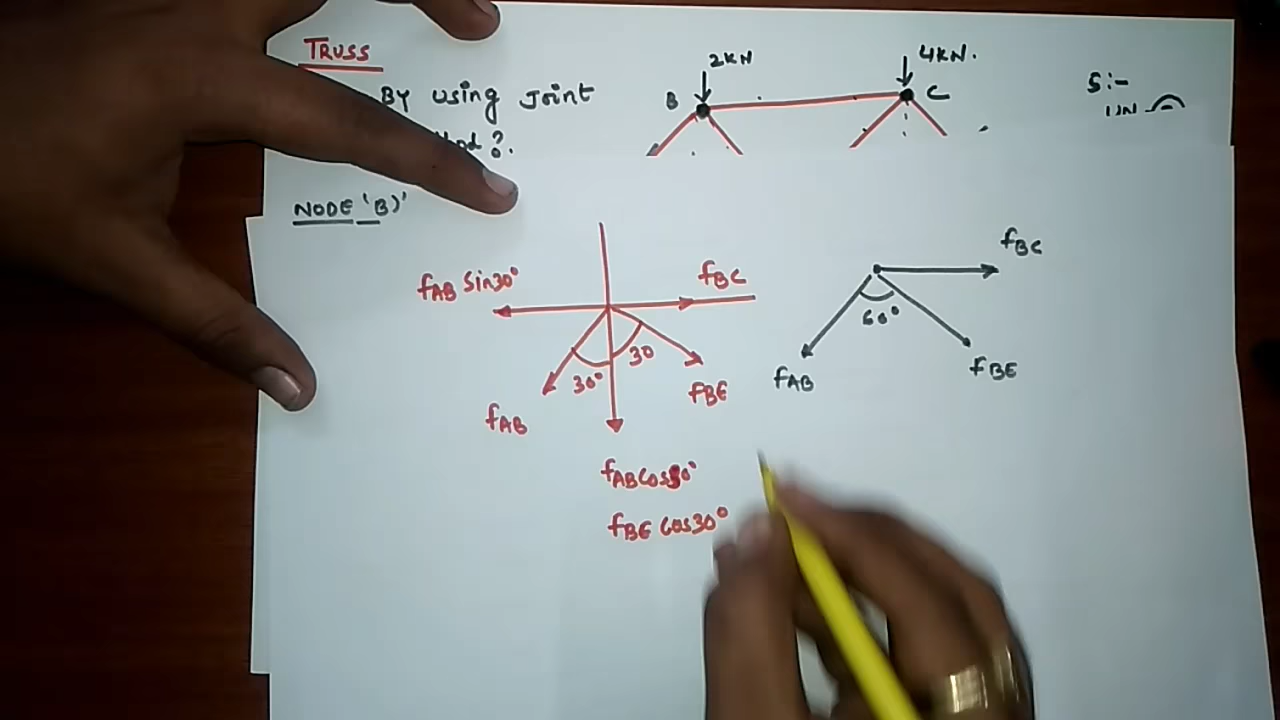 TRUSS
By using Joint
?.
2KN
4KN.
B
C
S:-
NODE 'B)'
fAB Sin30°
fBC
30°
30
fAB
fBE
fABCos30°
fBE Cos30°
fBC
60°
fAB
fBE